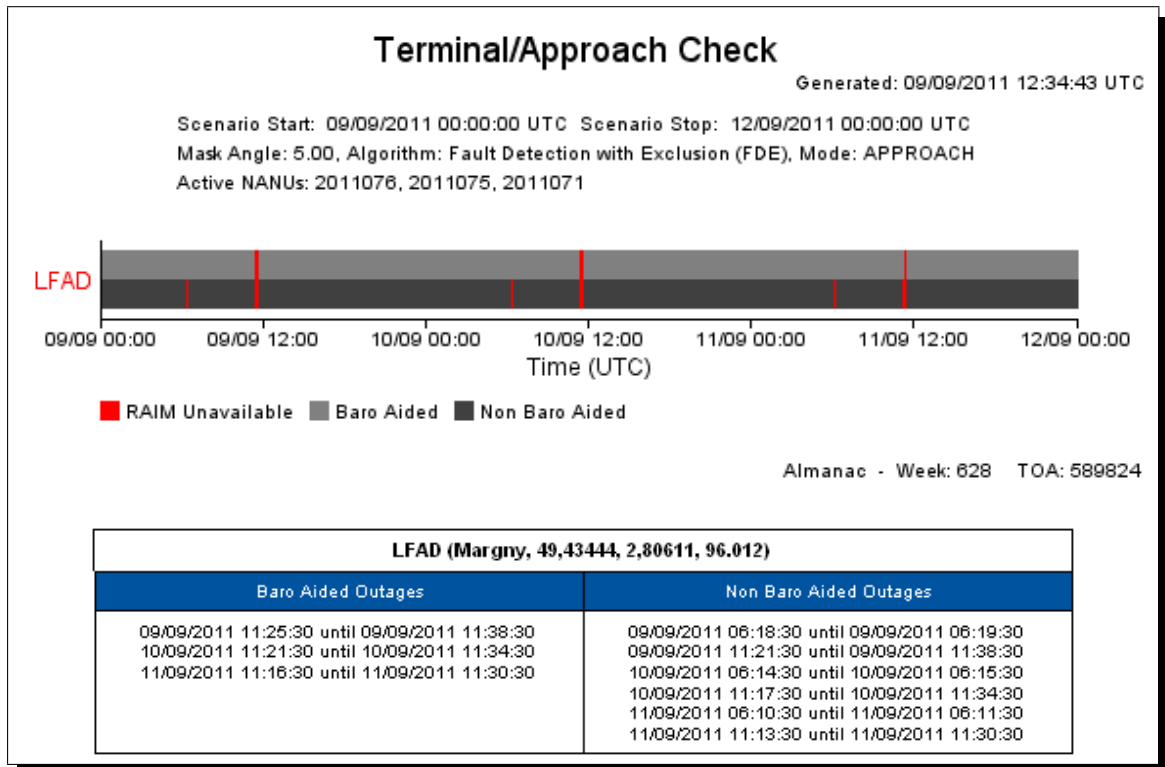 Terminal/Approach Check
Generated: 09/09/2011 12:34:43 UTC
Scenario Start: 09/09/2011 00:00:00 UTC Scenario Stop: 12/09/2011 00:00:00 UTC
Mask Angle: 5.00, Algorithm: Fault Detection with Exclusion (FDE), Mode: APPROACH
Active NANUs: 2011076, 2011075, 2011071
LFAD
09/09 00:00 09/09 12:00 10/09 00:00 10/09 12:00 11/09 00:00 11/09 12:00 12/09 00:00
Time (UTC)
RAIM Unavailable Baro Aided Non Baro Aided
Almanac - Week: 628 TOA: 589824
LFAD (Margny, 49,43444, 2,80611, 96.012)
Baro Aided Outages Non Baro Aided Outages
09/09/2011 11:25:30 until 09/09/2011 11:38:30 09/09/2011 06:18:30 until 09/09/2011 06:19:30
10/09/2011 11:21:30 until 10/09/2011 11:34:30 09/09/2011 11:21:30 until 09/09/2011 11:38:30
11/09/2011 11:16:30 until 11/09/2011 11:30:30 10/09/2011 06:14:30 until 10/09/2011 06:15:30
10/09/2011 11:17:30 until 10/09/2011 11:34:30
11/09/2011 06:10:30 until 11/09/2011 06:11:30
11/09/2011 11:13:30 until 11/09/2011 11:30:30